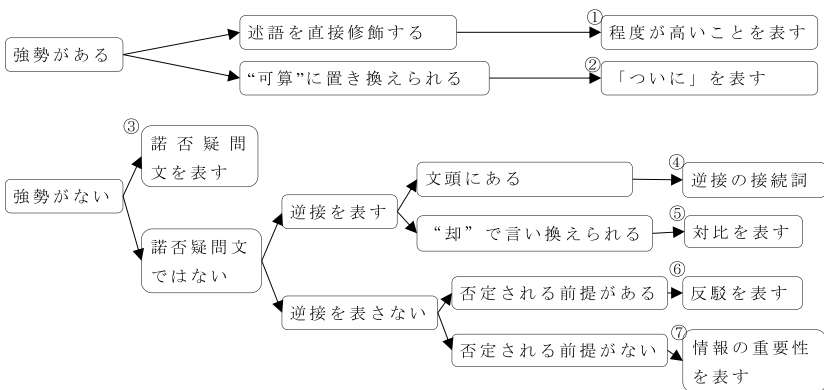 強勢がある
述語を直接修飾する
①
程度が高いことを表す
“可算”に置き換えられる
②
「ついに」を表す
強勢がない
③
諾否疑問
文を表す
諾否疑問文
ではない
逆接を表す
文頭にある
④
逆接の接続詞
“却”で言い換えられる
⑤
対比を表す
逆接を表さない
否定される前提がある
⑥
反駁を表す
否定される前提がない
⑦
情報の重要性
を表す